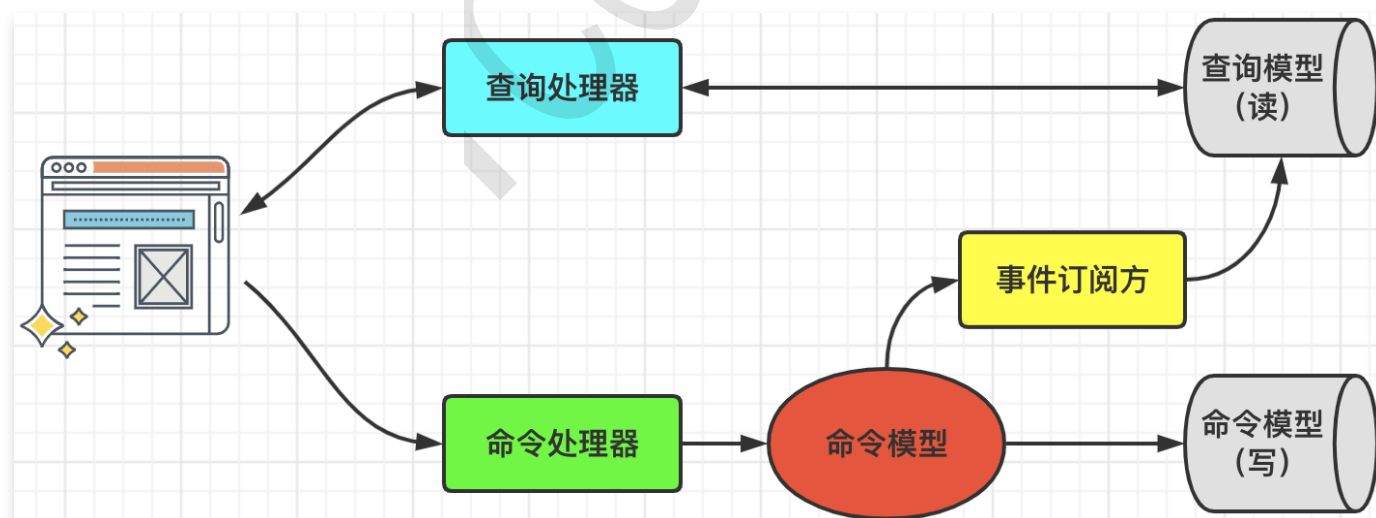 查询处理器
查询模型
（读）
事件订阅方
命令处理器
命令模型
命令模型
（写）